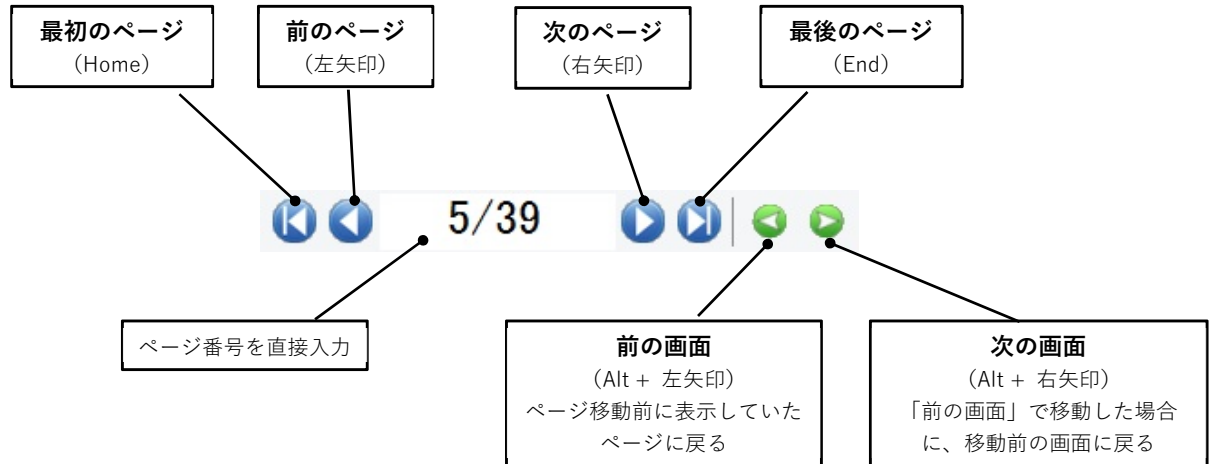 最初のページ
（Home）
前のページ
（左矢印）
次のページ
（右矢印）
最後のページ
（End）
5/39
ページ番号を直接入力
前の画面
（Alt + 左矢印）
ページ移動前に表示していた
ページに戻る
次の画面
（Alt + 右矢印）
「前の画面」で移動した場合
に、移動前の画面に戻る